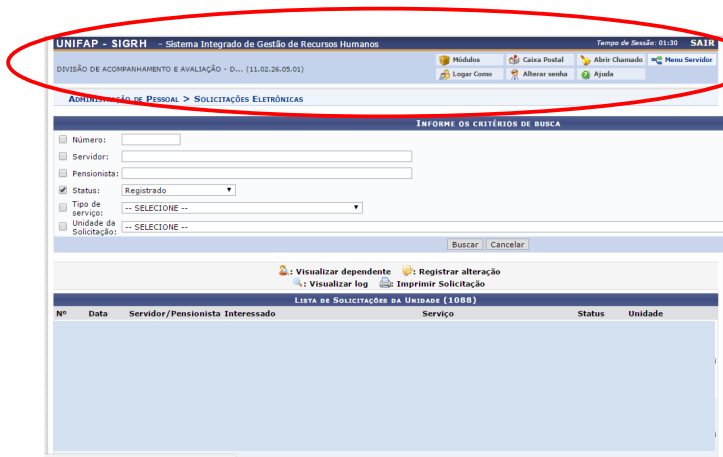 UNIFAP - SIGRH - Sistema Integrado de Gestão de Recursos Humanos Tempo de Sessão: 01:30 SAIR
DIVISÃO DE ACOMPANHAMENTO E AVALIAÇÃO - D... (11.02.26.05.01)
Módulos Caixa Postal Abrir Chamado Menu Servidor
Logar Como Alterar senha Ajuda
Administração de Pessoal > Solicitações Eletrônicas
Informe os critérios de busca
Número:
Servidor:
Pensionista:
Status: Registrado
Tipo de serviço: -- SELECIONE --
Unidade da Solicitação: -- SELECIONE --
Buscar Cancelar
: Visualizar dependente : Registrar alteração
: Visualizar log : Imprimir Solicitação
Lista de Solicitações da Unidade (1088)
Nº Data Servidor/Pensionista Interessado Serviço Status Unidade